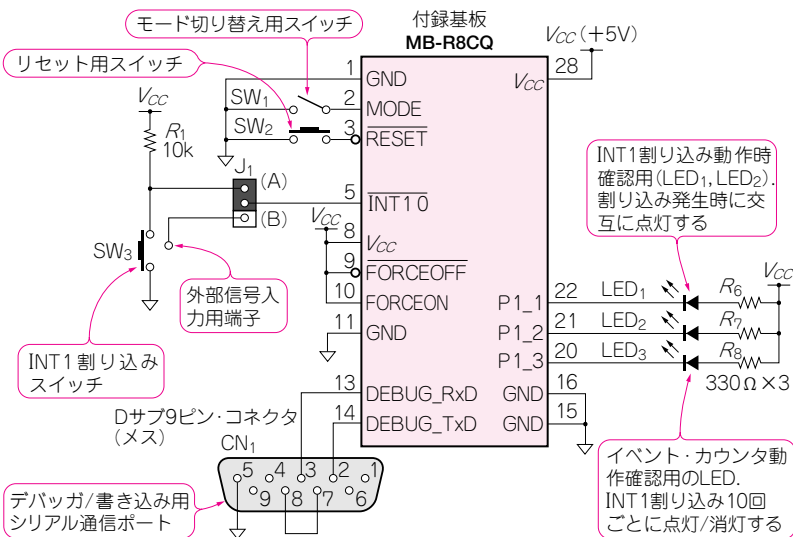 モード切り替え用スイッチ
リセット用スイッチ
付録基板
MB-R8CQ
VCC(+5V)
VCC
R1
10k
SW1
SW2
J1
(A)
(B)
SW3
外部信号入
力用端子
INT1割り込み
スイッチ
VCC
1
2
3
5
8
9
10
11
13
14
GND
MODE
RESET
INT10
VCC
FORCEOFF
FORCEON
GND
DEBUG_RxD
DEBUG_TxD
VCC
P1_1
P1_2
P1_3
GND
GND
28
22
21
20
16
15
INT1割り込み動作時
確認用(LED1,LED2).
割り込み発生時に交
互に点灯する
VCC
LED1
R6
LED2
R7
LED3
R8
330Ω×3
イベント・カウンタ動
作確認用のLED.
INT1割り込み10回
ごとに点灯/消灯する
Dサブ9ピン・コネクタ
(メス)
CN1
5 4 3 2 1
9 8 7 6
デバッガ/書き込み用
シリアル通信ポート